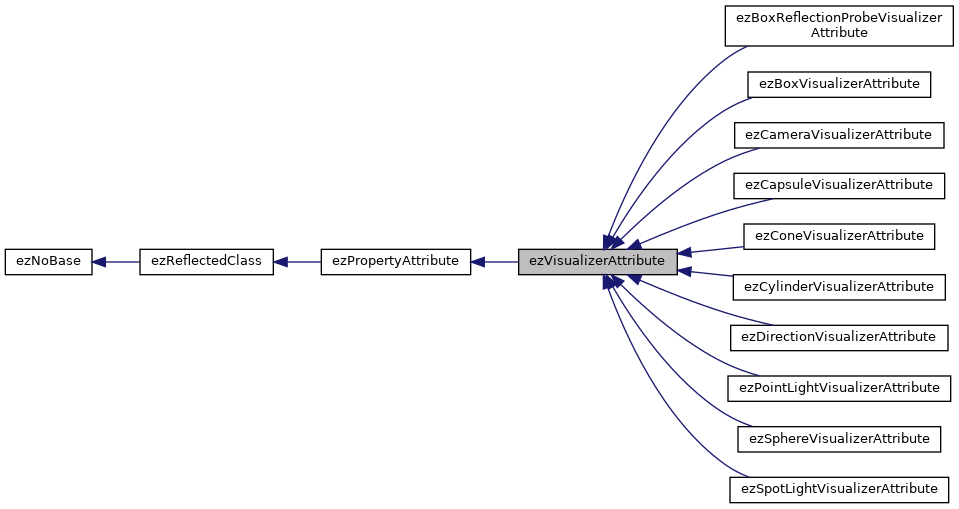 ezNoBase
ezReflectedClass
ezPropertyAttribute
ezVisualizerAttribute
ezBoxReflectionProbeVisualizer
Attribute
ezBoxVisualizerAttribute
ezCameraVisualizerAttribute
ezCapsuleVisualizerAttribute
ezConeVisualizerAttribute
ezCylinderVisualizerAttribute
ezDirectionVisualizerAttribute
ezPointLightVisualizerAttribute
ezSphereVisualizerAttribute
ezSpotLightVisualizerAttribute